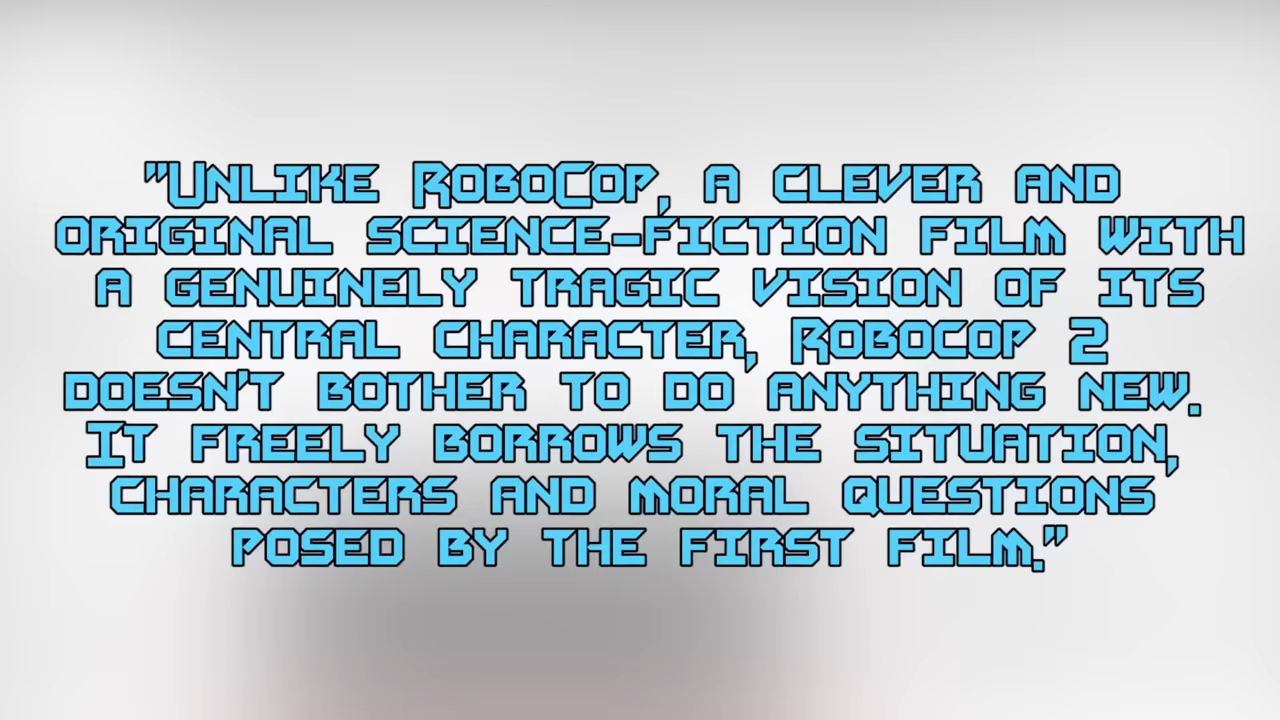 "Unlike RoboCop, a clever and
original science-fiction film with
a genuinely tragic vision of its
central character, Robocop 2
doesn't bother to do anything new.
It freely borrows the situation,
characters and moral questions
posed by the first film."